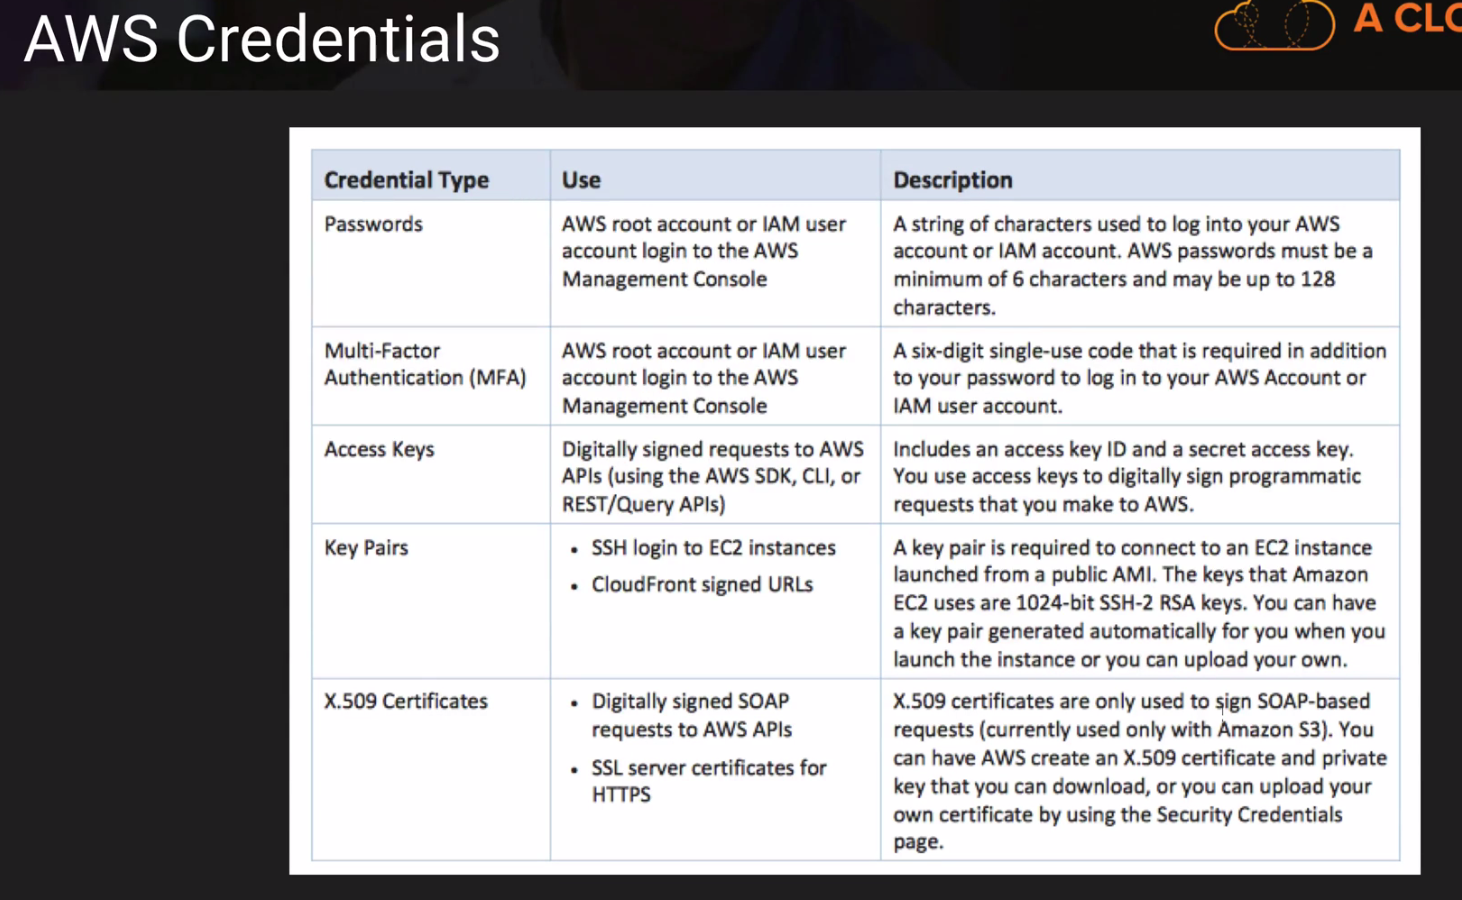 AWS Credentials
A CLO
Credential Type
Use
Description
Passwords
AWS root account or IAM user
account login to the AWS
Management Console
A string of characters used to log into your AWS
account or IAM account. AWS passwords must be a
minimum of 6 characters and may be up to 128
characters.
Multi-Factor
Authentication (MFA)
AWS root account or IAM user
account login to the AWS
Management Console
A six-digit single-use code that is required in addition
to your password to log in to your AWS Account or
IAM user account.
Access Keys
Digitally signed requests to AWS
APIs (using the AWS SDK, CLI, or
REST/Query APIs)
Includes an access key ID and a secret access key.
You use access keys to digitally sign programmatic
requests that you make to AWS.
Key Pairs
• SSH login to EC2 instances
• CloudFront signed URLs
A key pair is required to connect to an EC2 instance
launched from a public AMI. The keys that Amazon
EC2 uses are 1024-bit SSH-2 RSA keys. You can have
a key pair generated automatically for you when you
launch the instance or you can upload your own.
X.509 Certificates
• Digitally signed SOAP
requests to AWS APIs
• SSL server certificates for
HTTPS
X.509 certificates are only used to sign SOAP-based
requests (currently used only with Amazon S3). You
can have AWS create an X.509 certificate and private
key that you can download, or you can upload your
own certificate by using the Security Credentials
page.